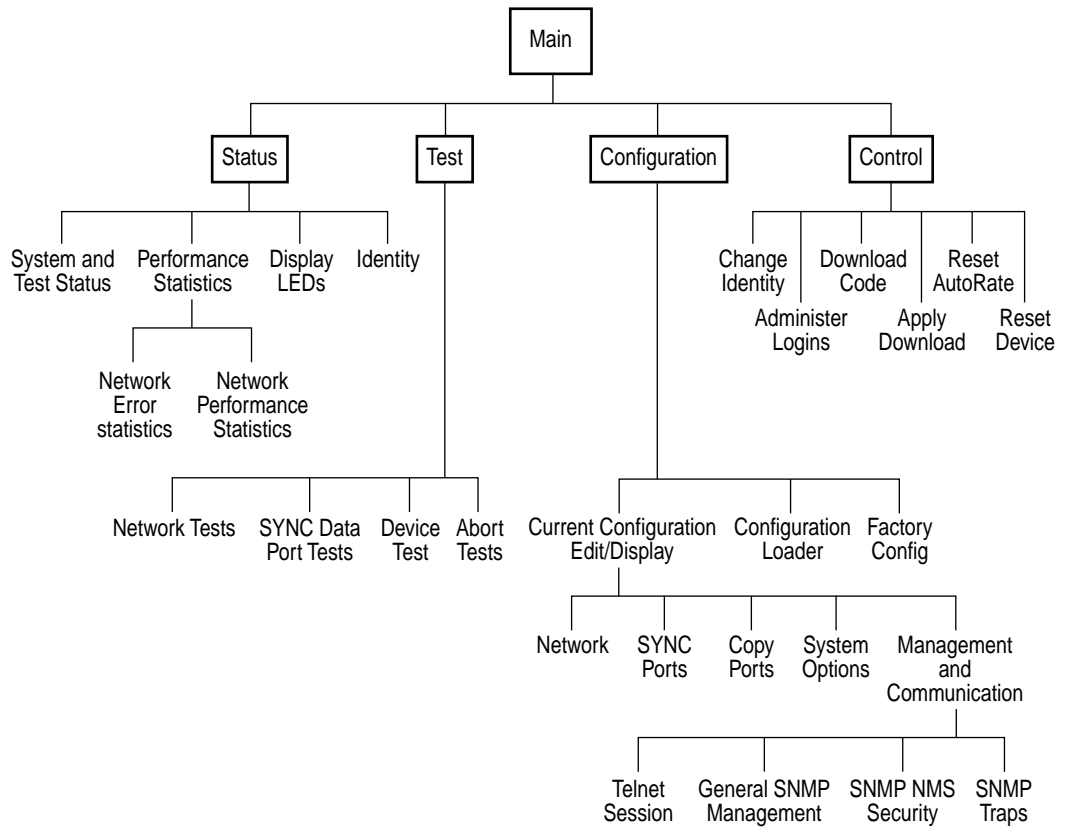 Main
Status
Test
Configuration
Control
System and
Test Status
Performance
Statistics
Display
LEDs
Identity
Change
Identity
Download
Code
Reset
AutoRate
Administer
Logins
Apply
Download
Reset
Device
Network
Error
statistics
Network
Performance
Statistics
Network Tests
SYNC Data
Port Tests
Device
Test
Abort
Tests
Current Configuration
Edit/Display
Configuration
Loader
Factory
Config
Network
SYNC
Ports
Copy
Ports
System
Options
Management
and
Communication
Telnet
Session
General SNMP
Management
SNMP NMS
Security
SNMP
Traps